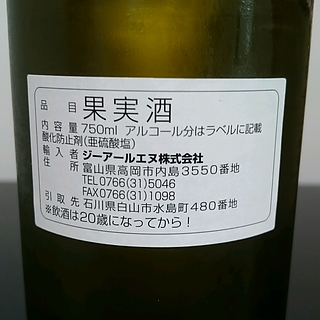 品目 果実酒
内容量 750ml アルコール分はラベルに記載
酸化防止剤(亜硫酸塩)
輸入者 ジーアールエヌ株式会社
住所 富山県高岡市内島3550番地
TEL0766(31)5046
FAX0766(31)1098
引取先 石川県白山市水島町480番地
※飲酒は20歳になってから!